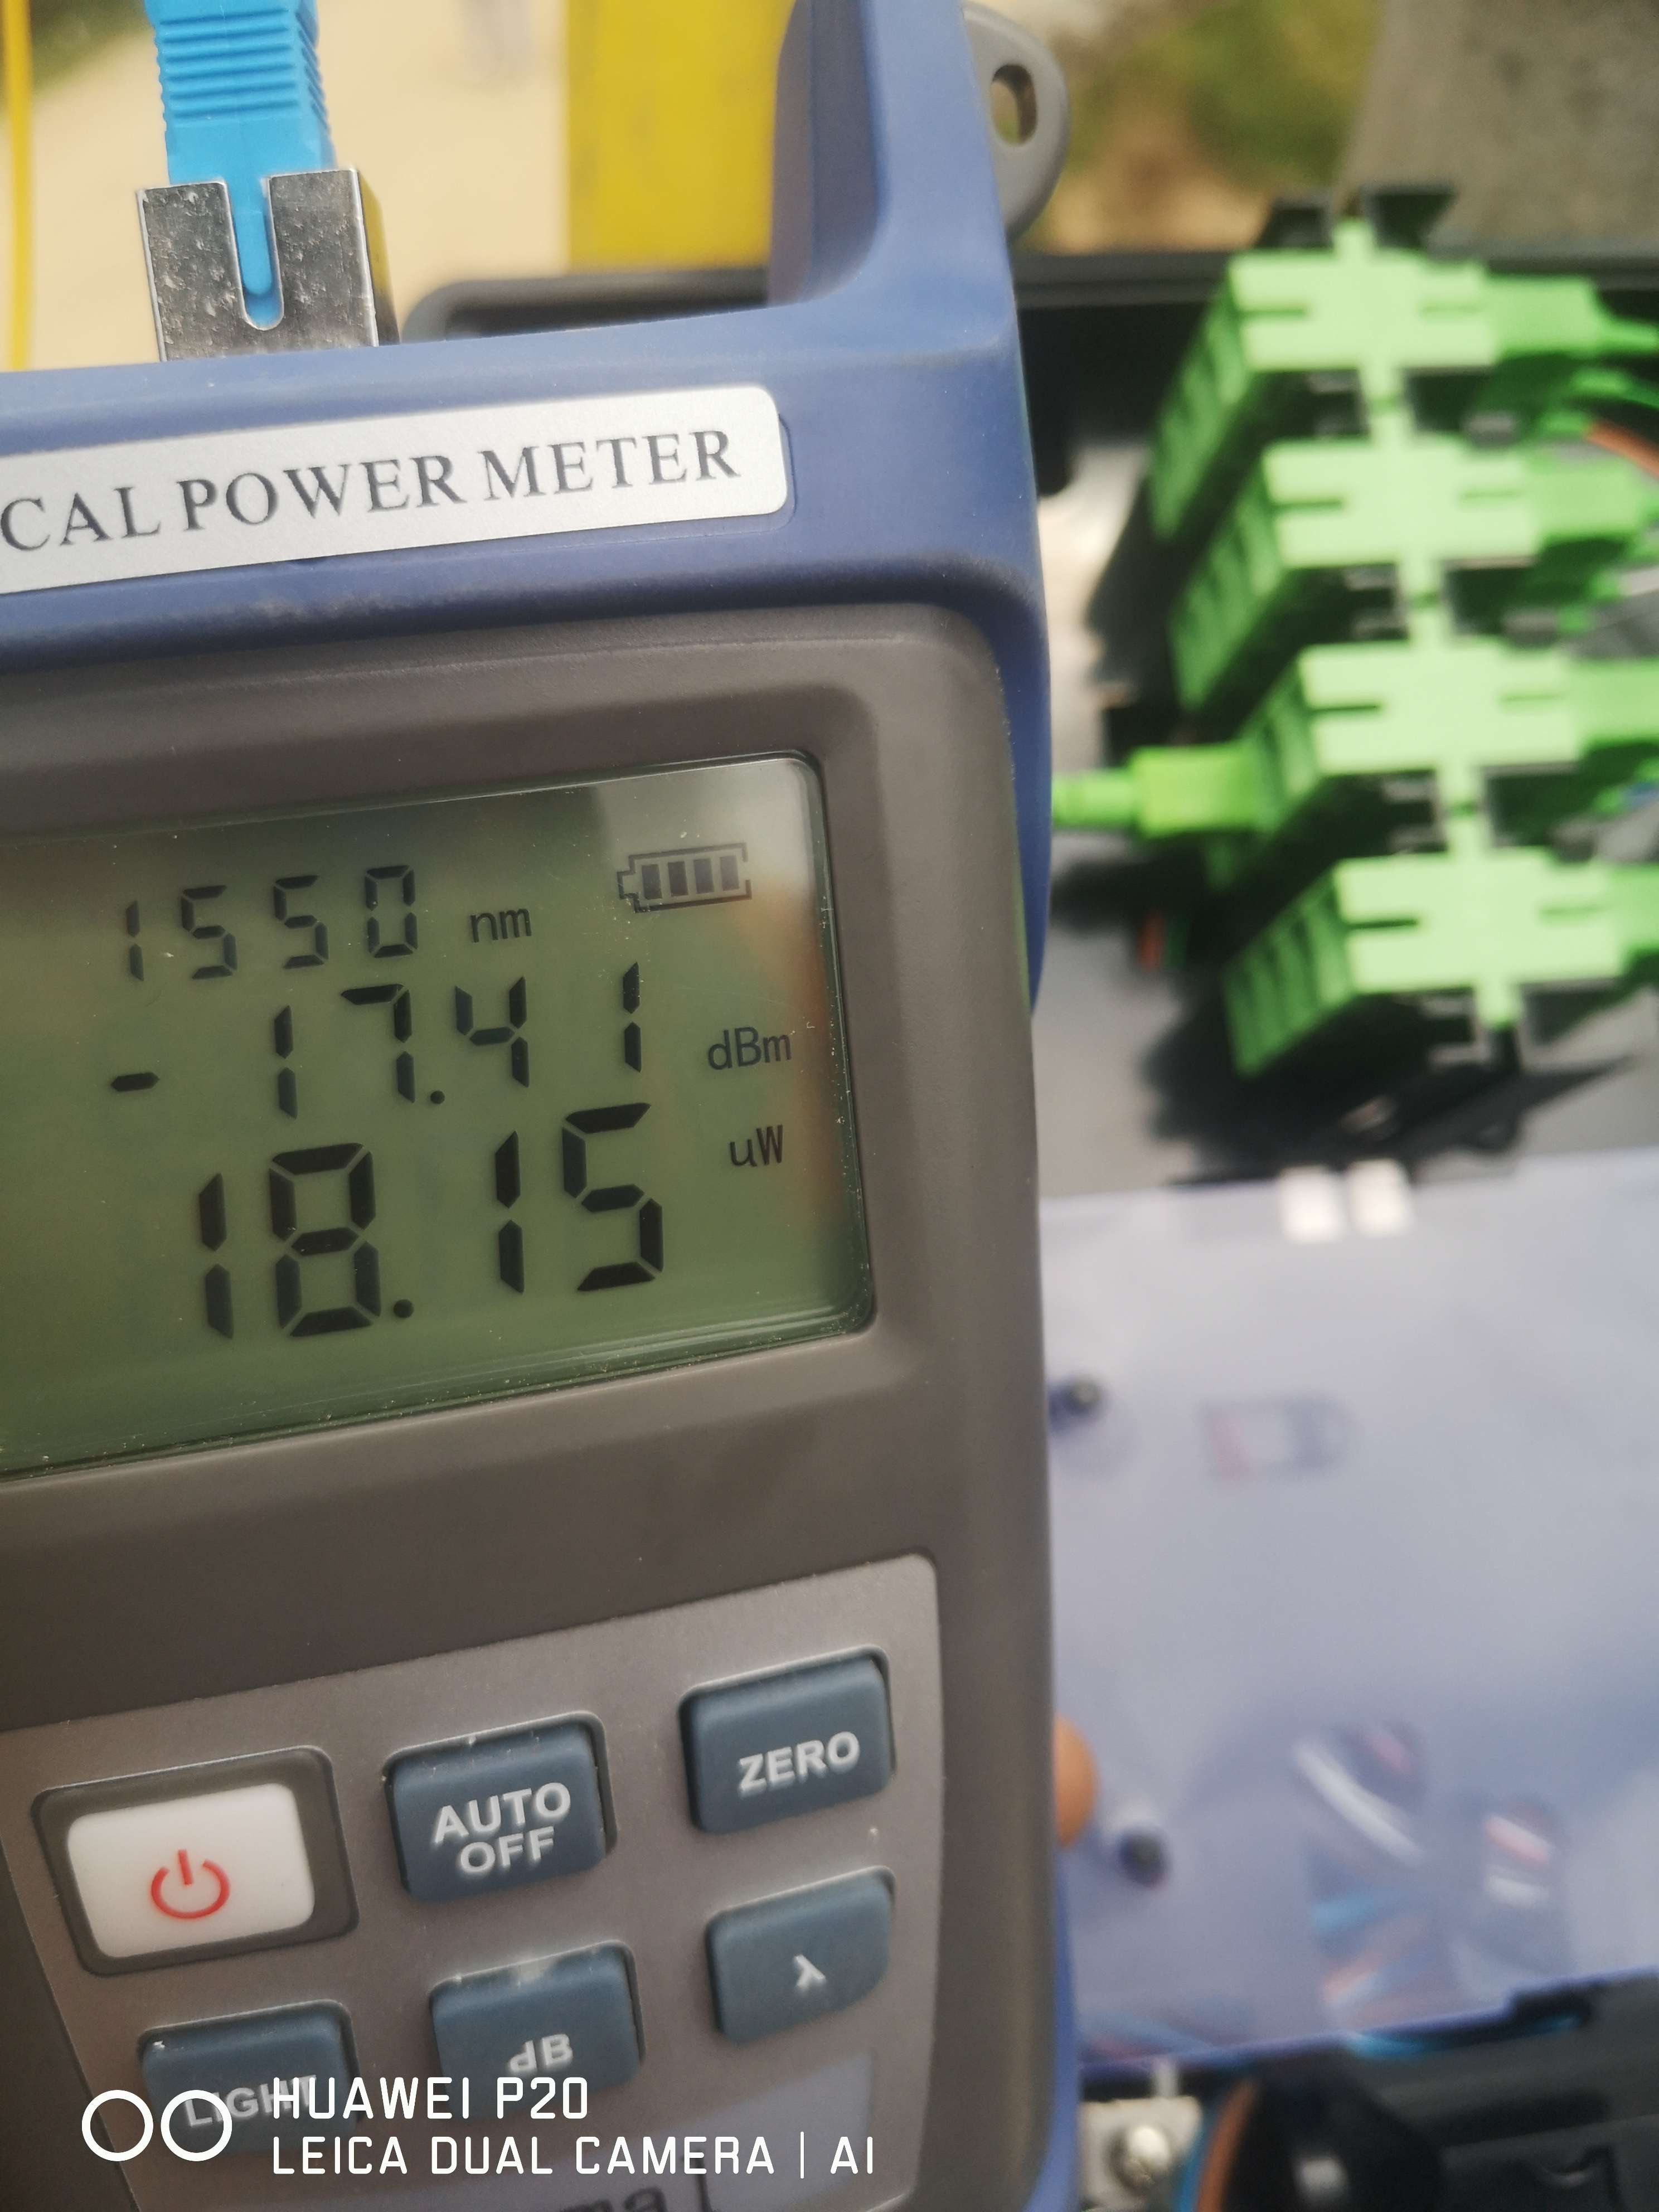 CAL POWER METER
1550 nm
-17.41 dBm
18.15 uW
AUTO OFF
ZERO
LIGHT
dB
λ
HUAWEI P20
LEICA DUAL CAMERA | AI